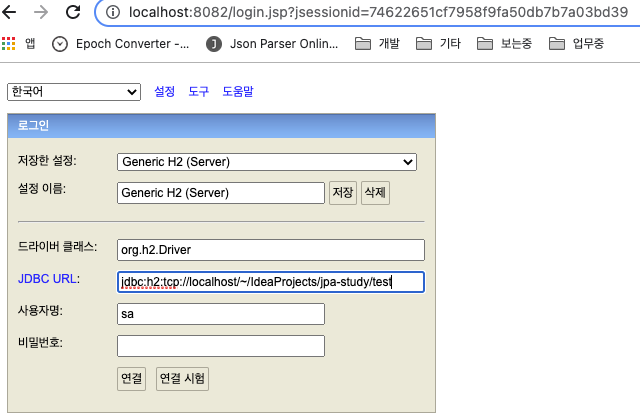 localhost:8082/login.jsp?jsessionid=74622651cf7958f9fa50db7b7a03bd39
앱 Epoch Converter -... J Json Parser Onlin... 개발 기타 보는중 업무중
한국어 설정 도구 도움말
로그인
저장한 설정: Generic H2 (Server)
설정 이름: Generic H2 (Server) 저장 삭제
드라이버 클래스: org.h2.Driver
JDBC URL: jdbc:h2:tcp://localhost/~/IdeaProjects/jpa-study/test
사용자명: sa
비밀번호:
연결 연결 시험